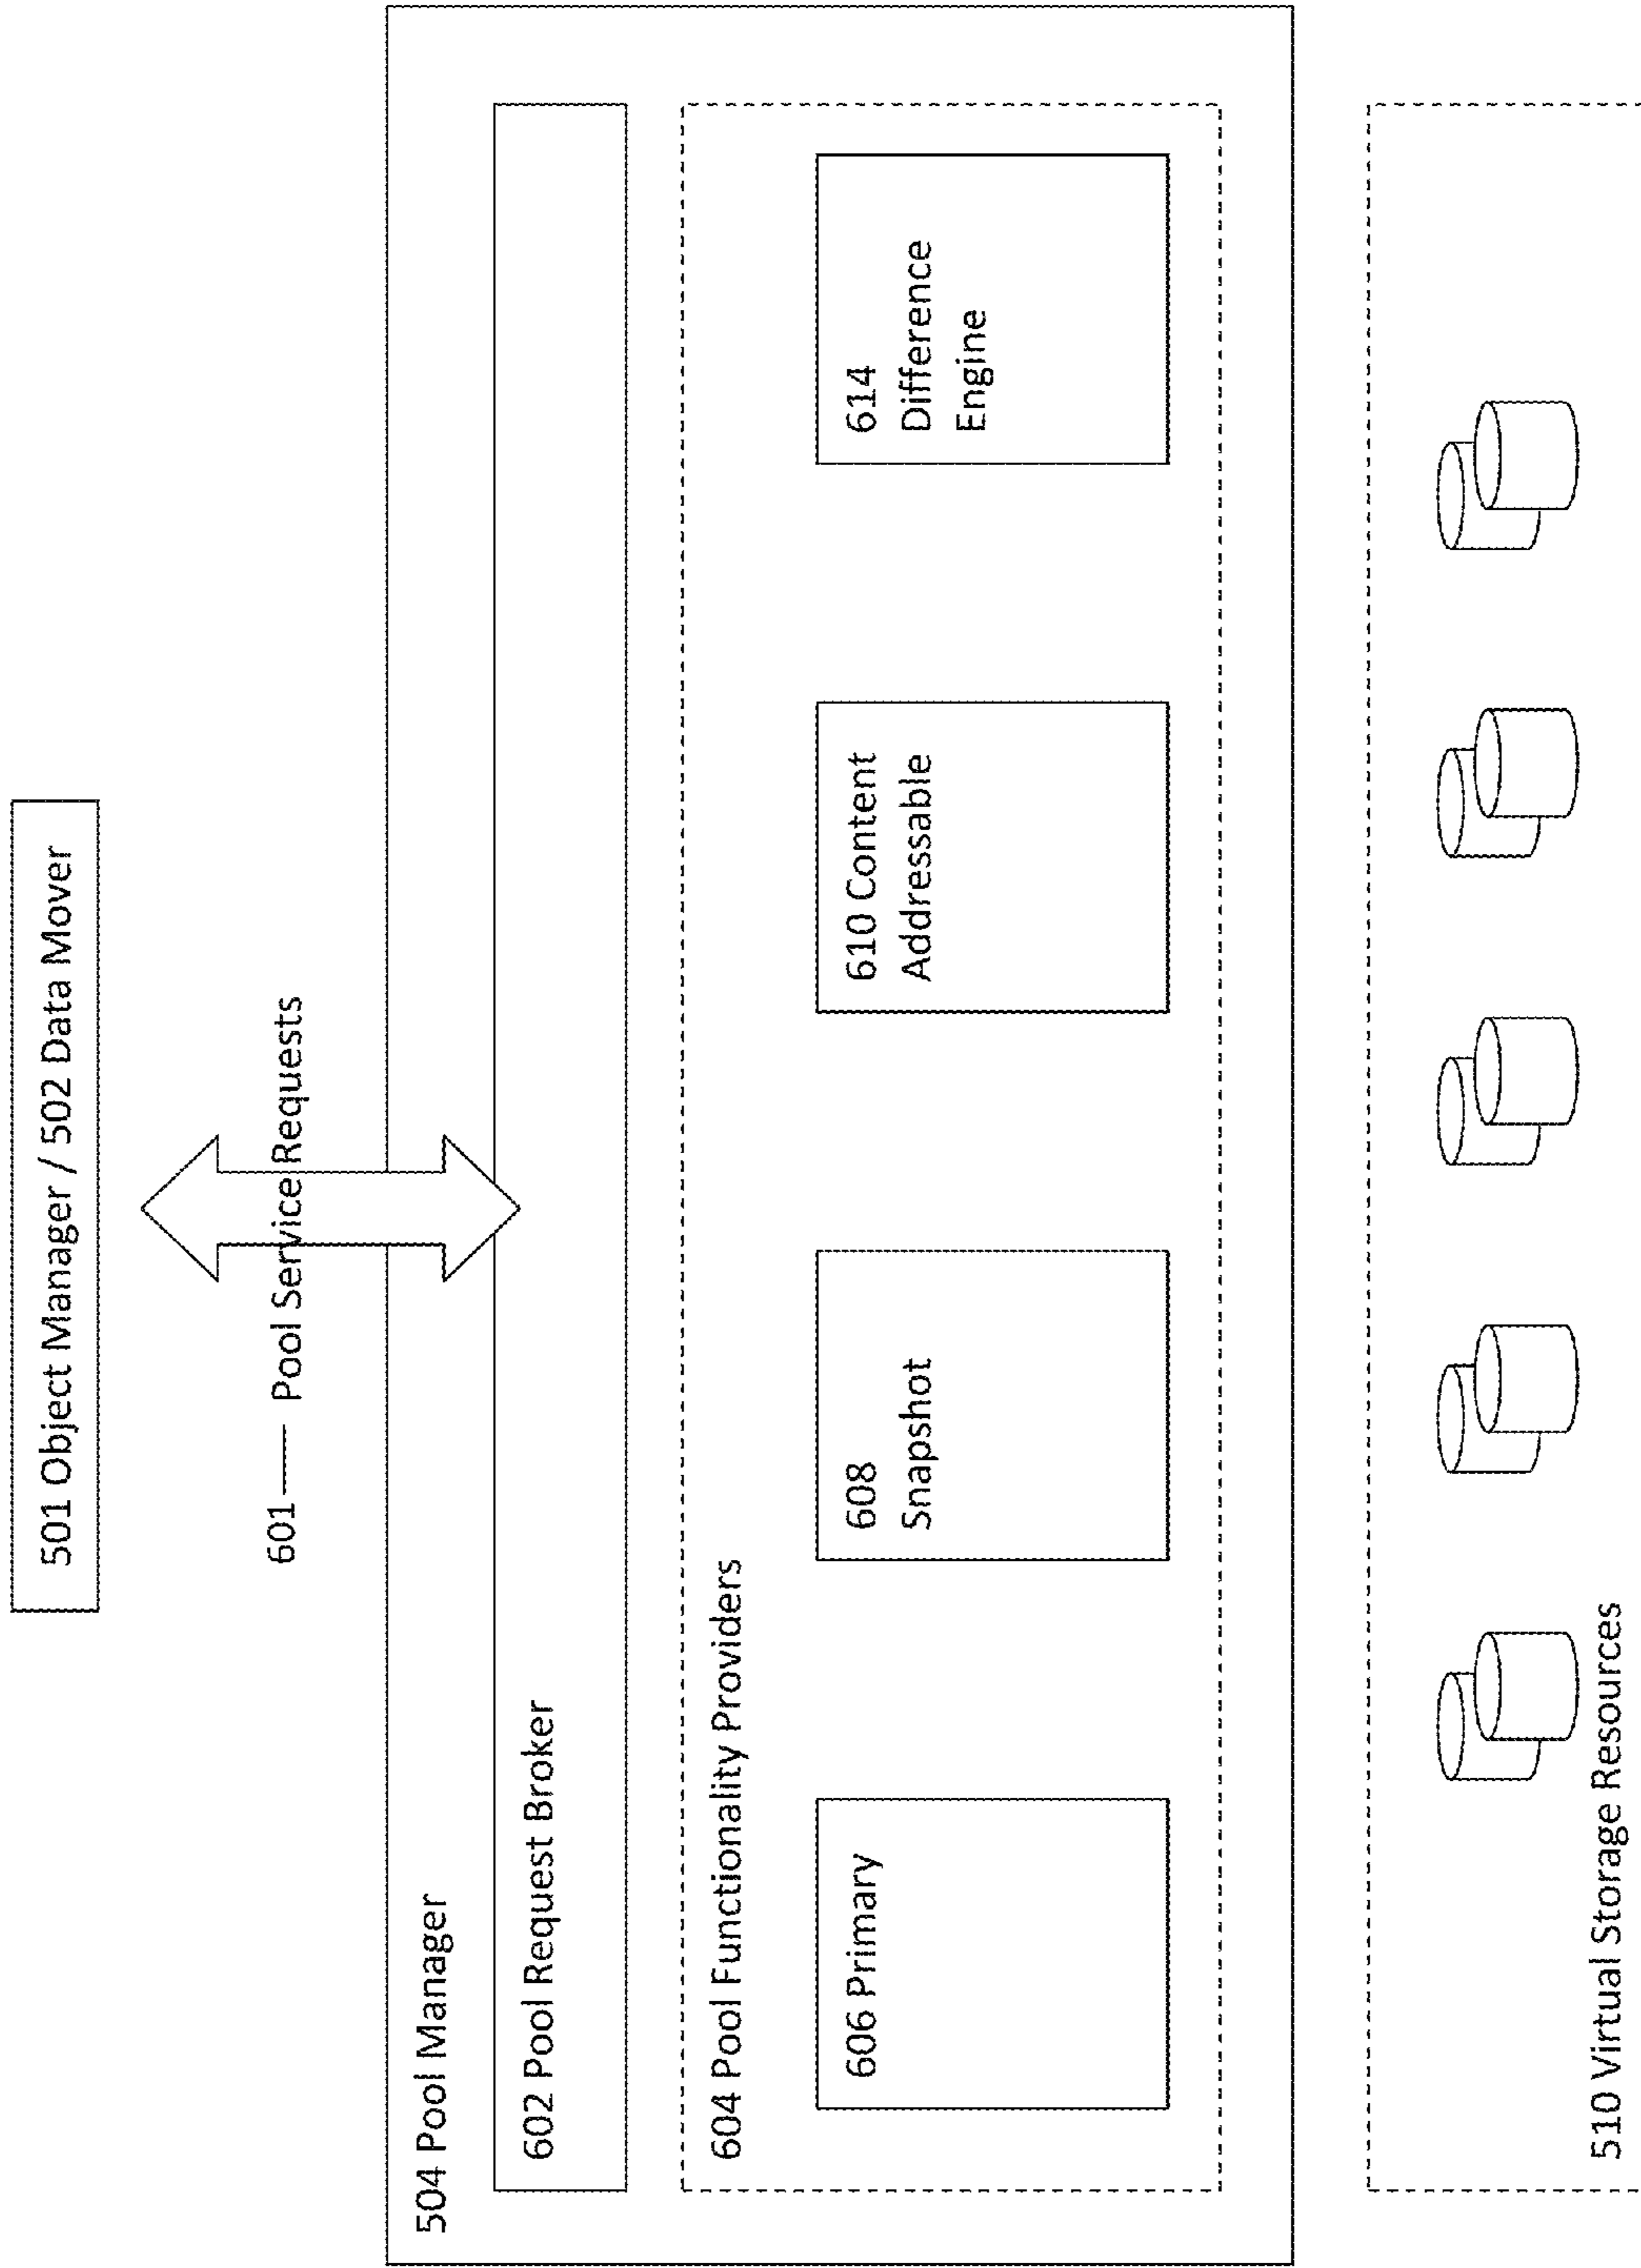 501 Object Manager / 502 Data Mover
601 Pool Service Requests
504 Pool Manager
602 Pool Request Broker
604 Pool Functionality Providers
606 Primary
608
Snapshot
610 Content
Addressable
614
Difference
Engine
510 Virtual Storage Resources